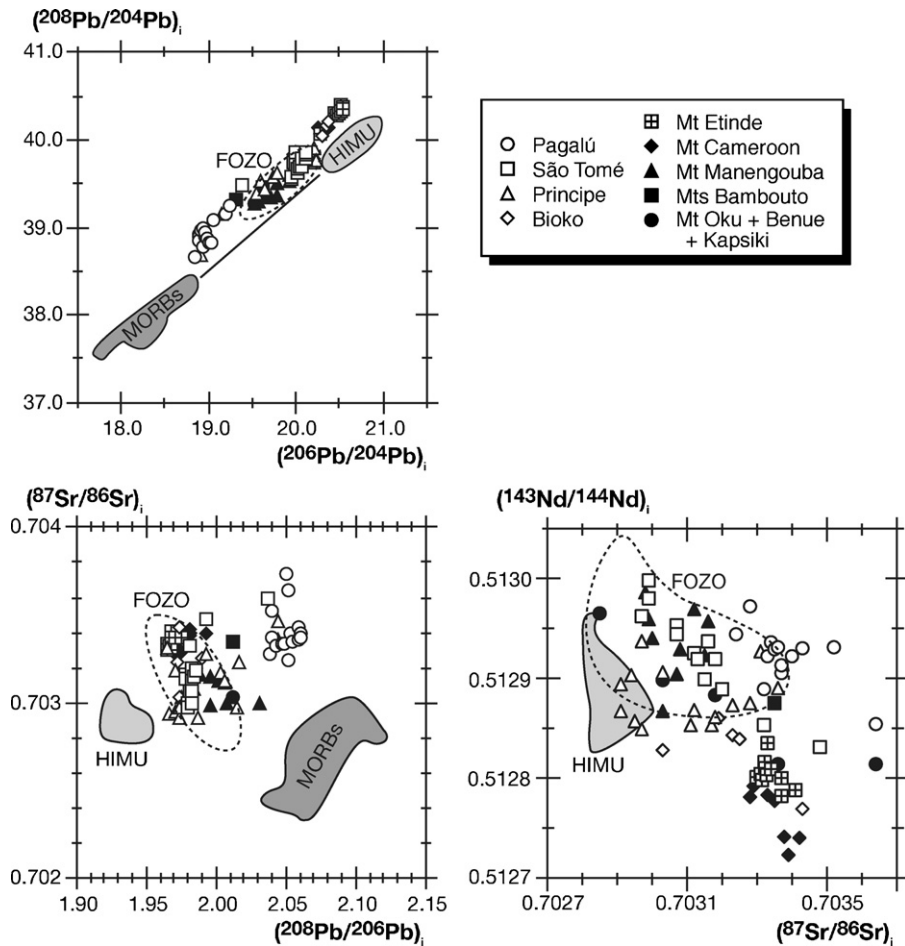 (208Pb/204Pb)i
41.0
40.0
39.0
38.0
37.0
FOZO
HIMU
MORBs
18.0 19.0 20.0 21.0
(206Pb/204Pb)i
Pagalú
São Tomé
Principe
Bioko
Mt Etinde
Mt Cameroon
Mt Manengouba
Mts Bambouto
Mt Oku + Benue
+ Kapsiki
(87Sr/86Sr)i
0.704
0.703
0.702
FOZO
HIMU
MORBs
1.90 1.95 2.00 2.05 2.10 2.15
(208Pb/206Pb)i
(143Nd/144Nd)i
0.5130
0.5129
0.5128
0.5127
FOZO
HIMU
0.7027 0.7031 0.7035
(87Sr/86Sr)i